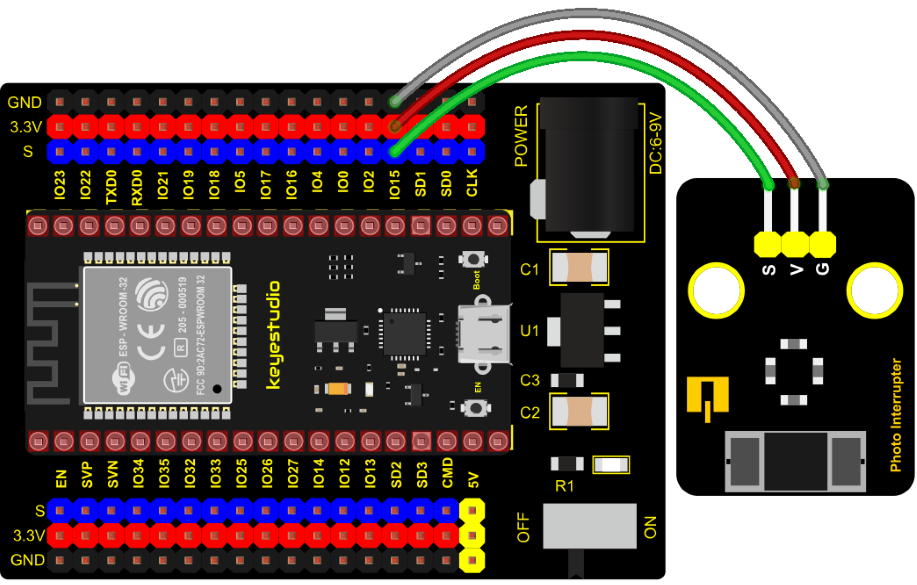 GND
3.3V
S
IO23
IO22
TXD0
RXD0
IO21
IO19
IO18
IO5
IO17
IO16
IO4
IO0
IO2
IO15
SD1
SD0
CLK
POWER
DC:6-9V
S
V
G
Boot
EN
C1
U1
C3
C2
R1
WiFi
ESP - WROOM-32
CE
R
205 - 000519
FCC 9D:2AC72-ESPWROOM 32
keyestudio
Photo Interrupter
EN
SVP
SVN
IO34
IO35
IO32
IO33
IO25
IO26
IO27
IO14
IO12
IO13
SD2
SD3
CMD
5V
S
3.3V
GND
OFF
ON